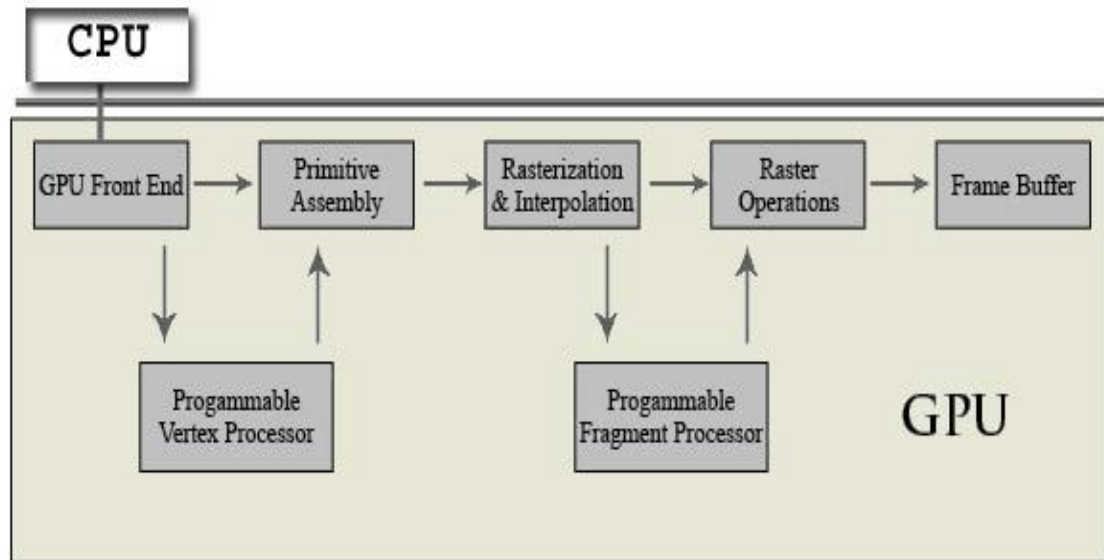 CPU
GPU Front End
Primitive
Assembly
Rasterization
& Interpolation
Raster
Operations
Frame Buffer
Progammable
Vertex Processor
Progammable
Fragment Processor
GPU